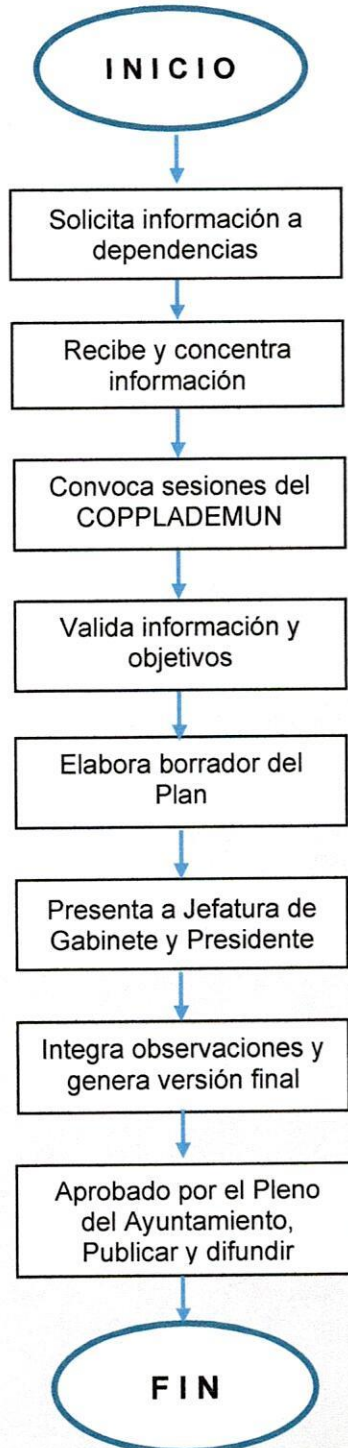 INICIO
Solicita información a
dependencias
Recibe y concentra
información
Convoca sesiones del
COPPLADEMUN
Valida información y
objetivos
Elabora borrador del
Plan
Presenta a Jefatura de
Gabinete y Presidente
Integra observaciones y
genera versión final
Aprobado por el Pleno
del Ayuntamiento,
Publicar y difundir
FIN